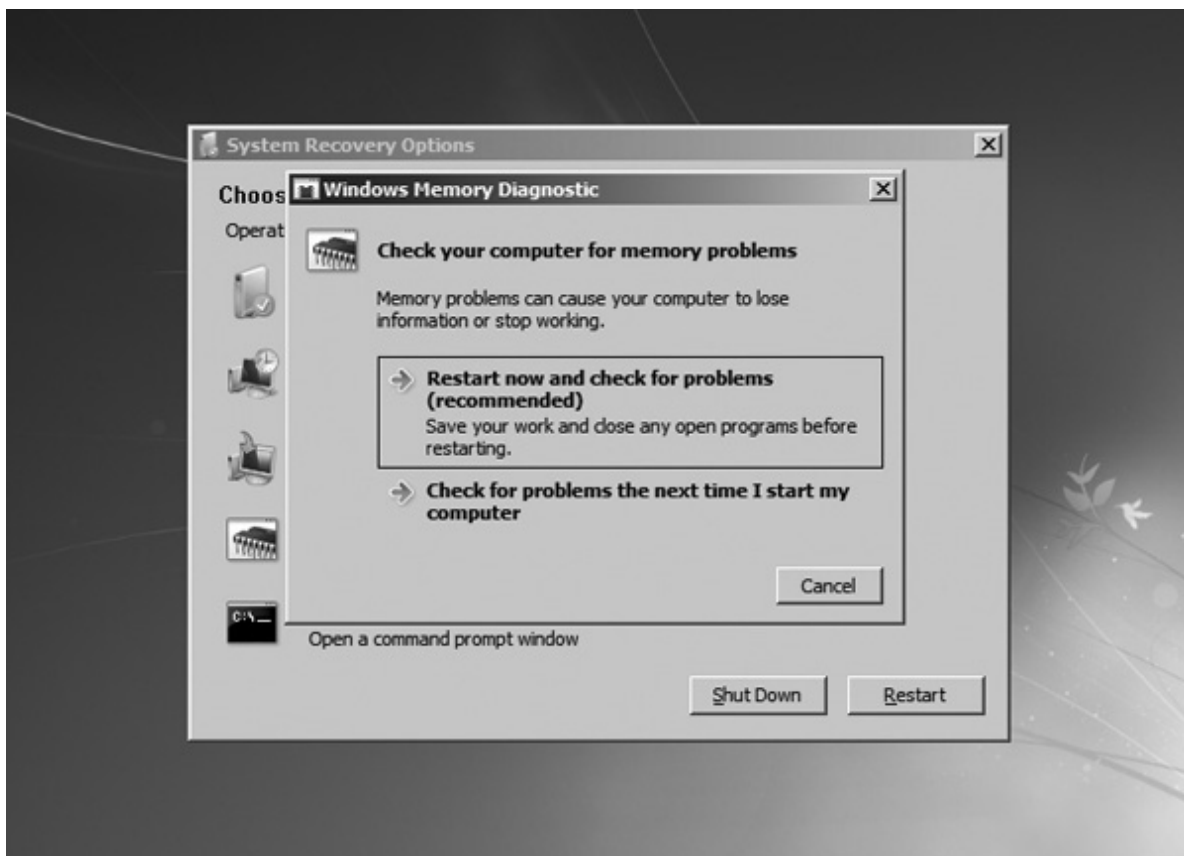 System Recovery Options
Choos
Operat
Windows Memory Diagnostic
Check your computer for memory problems
Memory problems can cause your computer to lose
information or stop working.
Restart now and check for problems
(recommended)
Save your work and close any open programs before
restarting.
Check for problems the next time I start my
computer
Cancel
C:\
Open a command prompt window
Shut Down
Restart